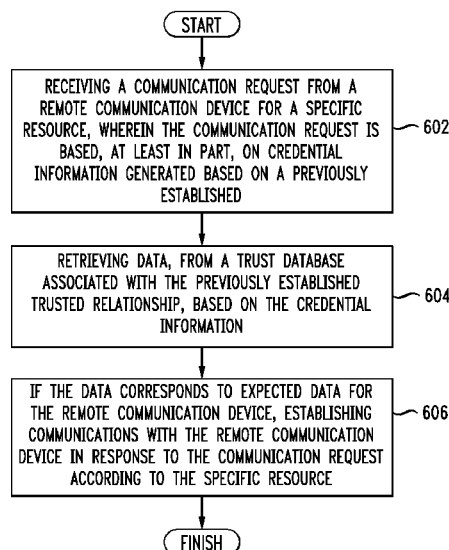 START
RECEIVING A COMMUNICATION REQUEST FROM A
REMOTE COMMUNICATION DEVICE FOR A SPECIFIC
RESOURCE, WHEREIN THE COMMUNICATION REQUEST IS
BASED, AT LEAST IN PART, ON CREDENTIAL
INFORMATION GENERATED BASED ON A PREVIOUSLY
ESTABLISHED
602
RETRIEVING DATA, FROM A TRUST DATABASE
ASSOCIATED WITH THE PREVIOUSLY ESTABLISHED
TRUSTED RELATIONSHIP, BASED ON THE CREDENTIAL
INFORMATION
604
IF THE DATA CORRESPONDS TO EXPECTED DATA FOR
THE REMOTE COMMUNICATION DEVICE, ESTABLISHING
COMMUNICATIONS WITH THE REMOTE COMMUNICATION
DEVICE IN RESPONSE TO THE COMMUNICATION REQUEST
ACCORDING TO THE SPECIFIC RESOURCE
606
FINISH